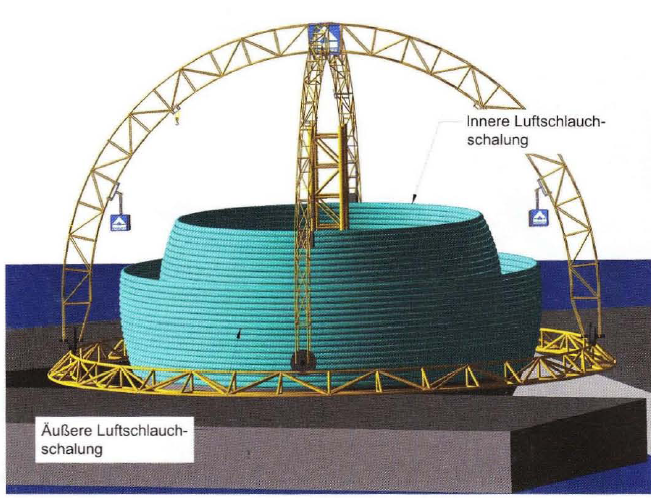 Innere Luftschlauch-
schalung
Äußere Luftschlauch-
schalung